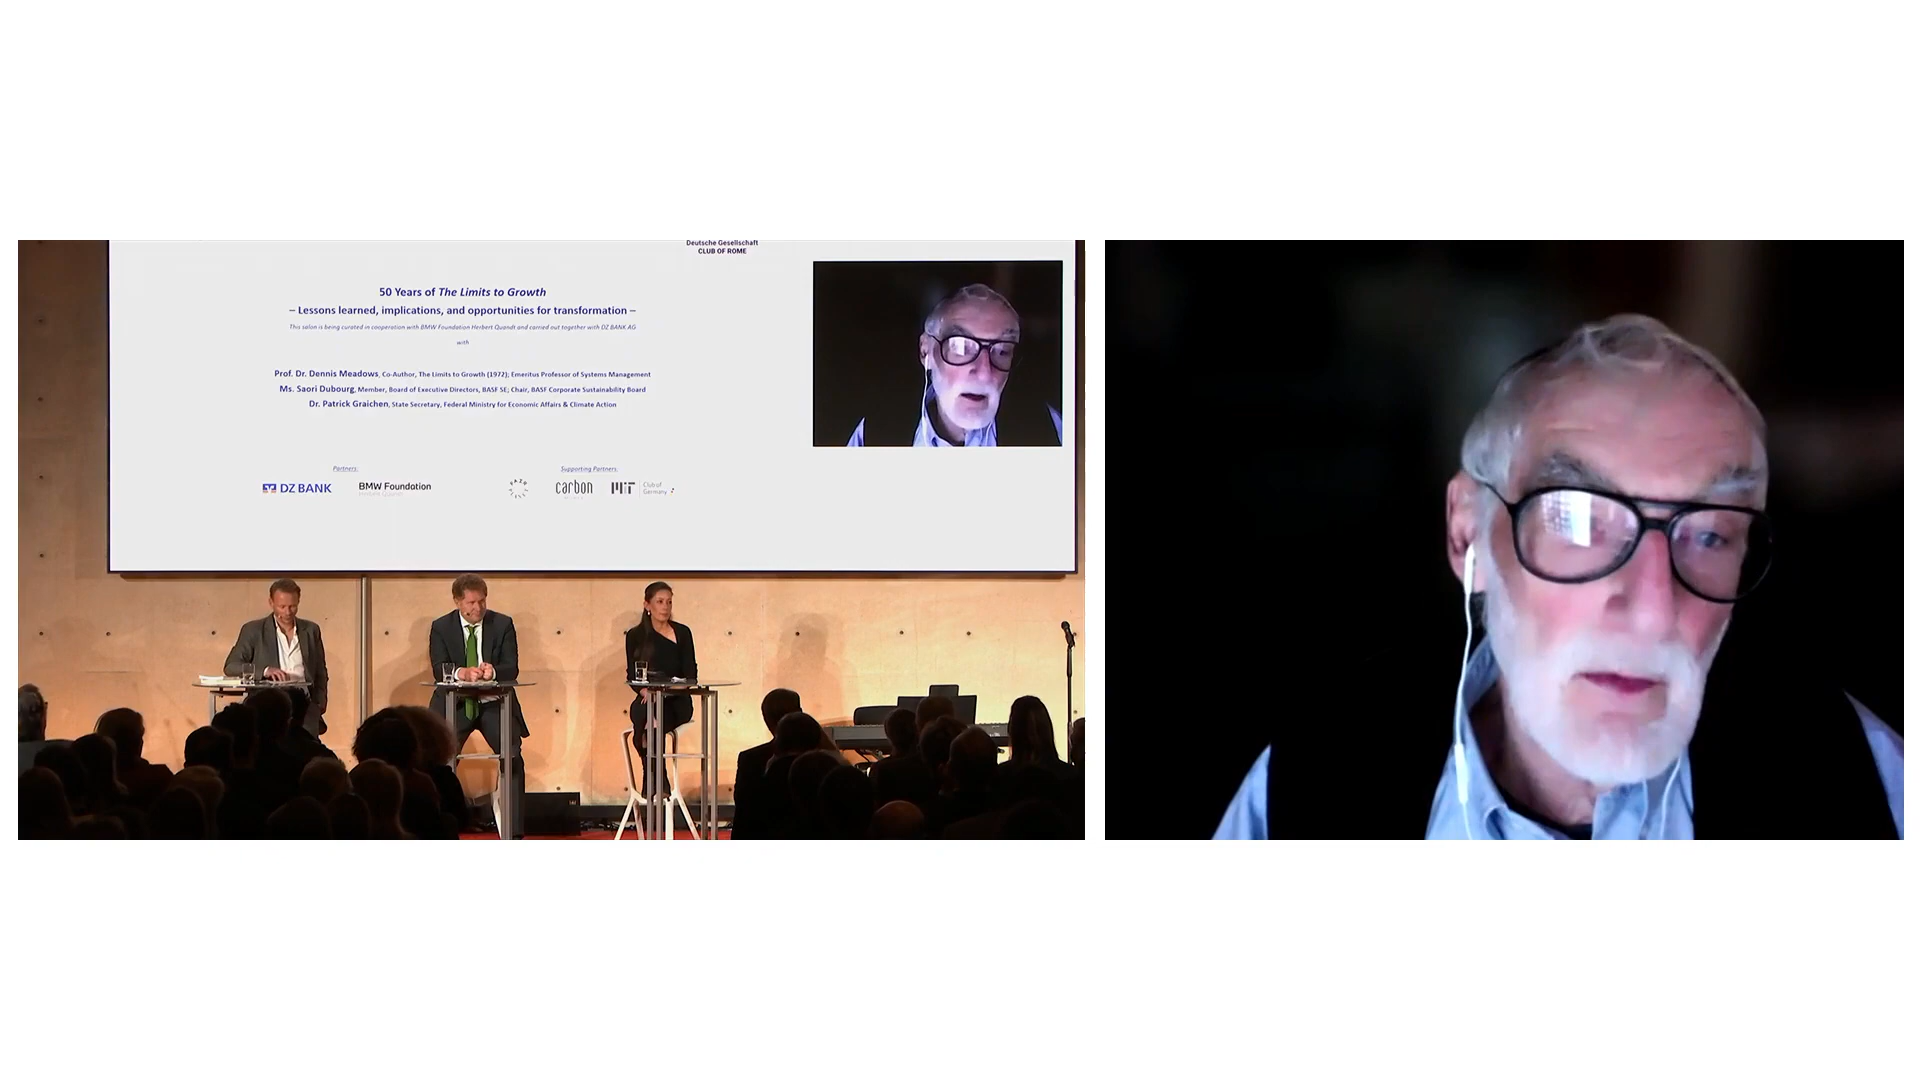 Deutsche Gesellschaft
CLUB OF ROME
50 Years of The Limits to Growth
– Lessons learned, implications, and opportunities for transformation –
This salon is being curated in cooperation with BMW Foundation Herbert Quandt and carried out together with DZ BANK AG
with
Prof. Dr. Dennis Meadows, Co-Author, The Limits to Growth (1972); Emeritus Professor of Systems Management
Ms. Saori Dubourg, Member, Board of Executive Directors, BASF SE; Chair, BASF Corporate Sustainability Board
Dr. Patrick Graichen, State Secretary, Federal Ministry for Economic Affairs & Climate Action
Partners:
Supporting Partners:
DZ BANK
BMW Foundation
carbon
MIT
Club of
Germany